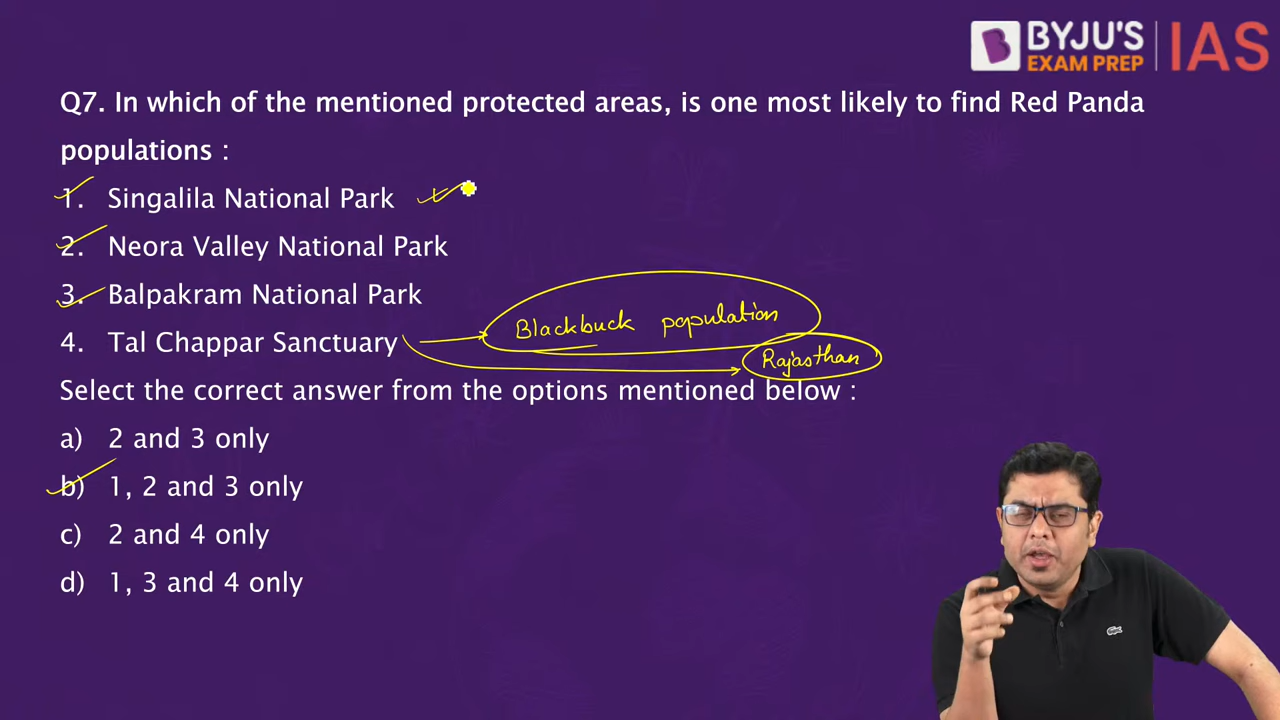 BYJU'S
EXAM PREP
IAS
Q7. In which of the mentioned protected areas, is one most likely to find Red Panda
populations :
1. Singalila National Park
2. Neora Valley National Park
3. Balpakram National Park
Blackbuck population
4. Tal Chappar Sanctuary
Rajasthan
Select the correct answer from the options mentioned below :
a) 2 and 3 only
b) 1, 2 and 3 only
c) 2 and 4 only
d) 1, 3 and 4 only